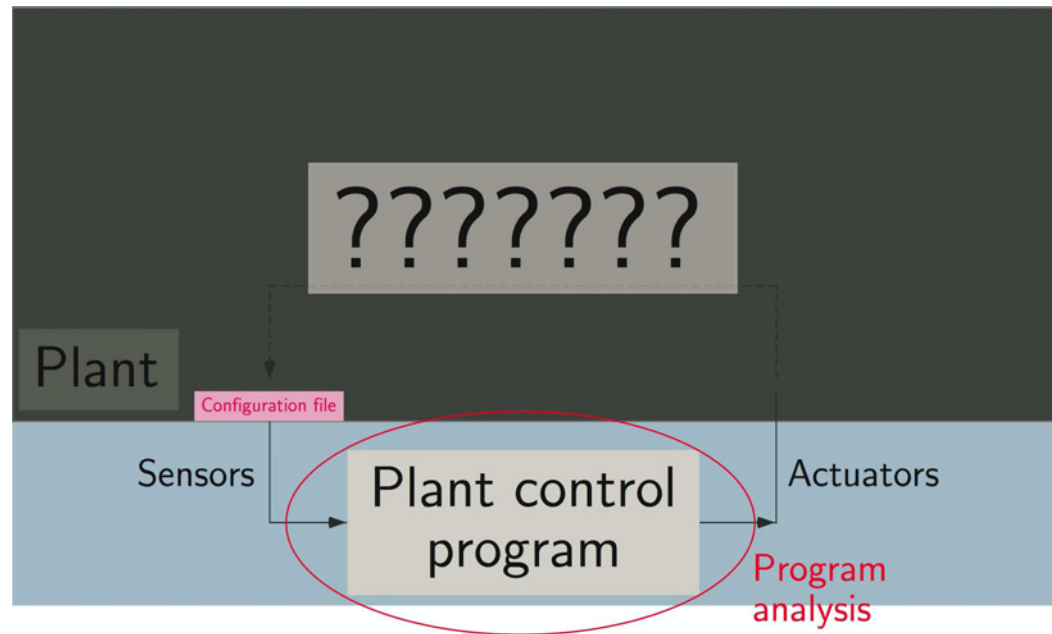 ???????
Plant
Configuration file
Sensors
Plant control
program
Actuators
Program
analysis